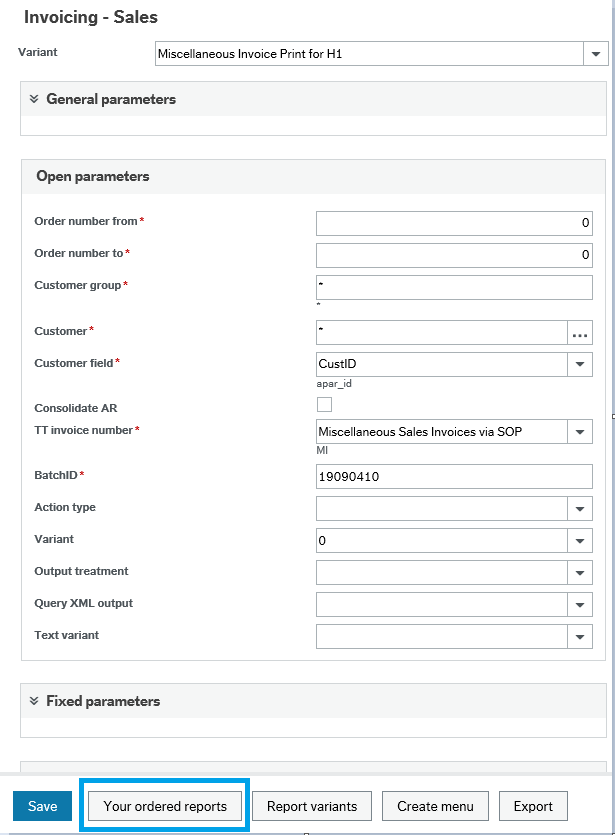 Invoicing - Sales
Variant Miscellaneous Invoice Print for H1
General parameters
Open parameters
Order number from* 0
Order number to* 0
Customer group* *
*
Customer* * ...
Customer field* CustID
apar_id
Consolidate AR
TT invoice number* Miscellaneous Sales Invoices via SOP
MI
BatchID* 19090410
Action type
Variant 0
Output treatment
Query XML output
Text variant
Fixed parameters
Save Your ordered reports Report variants Create menu Export